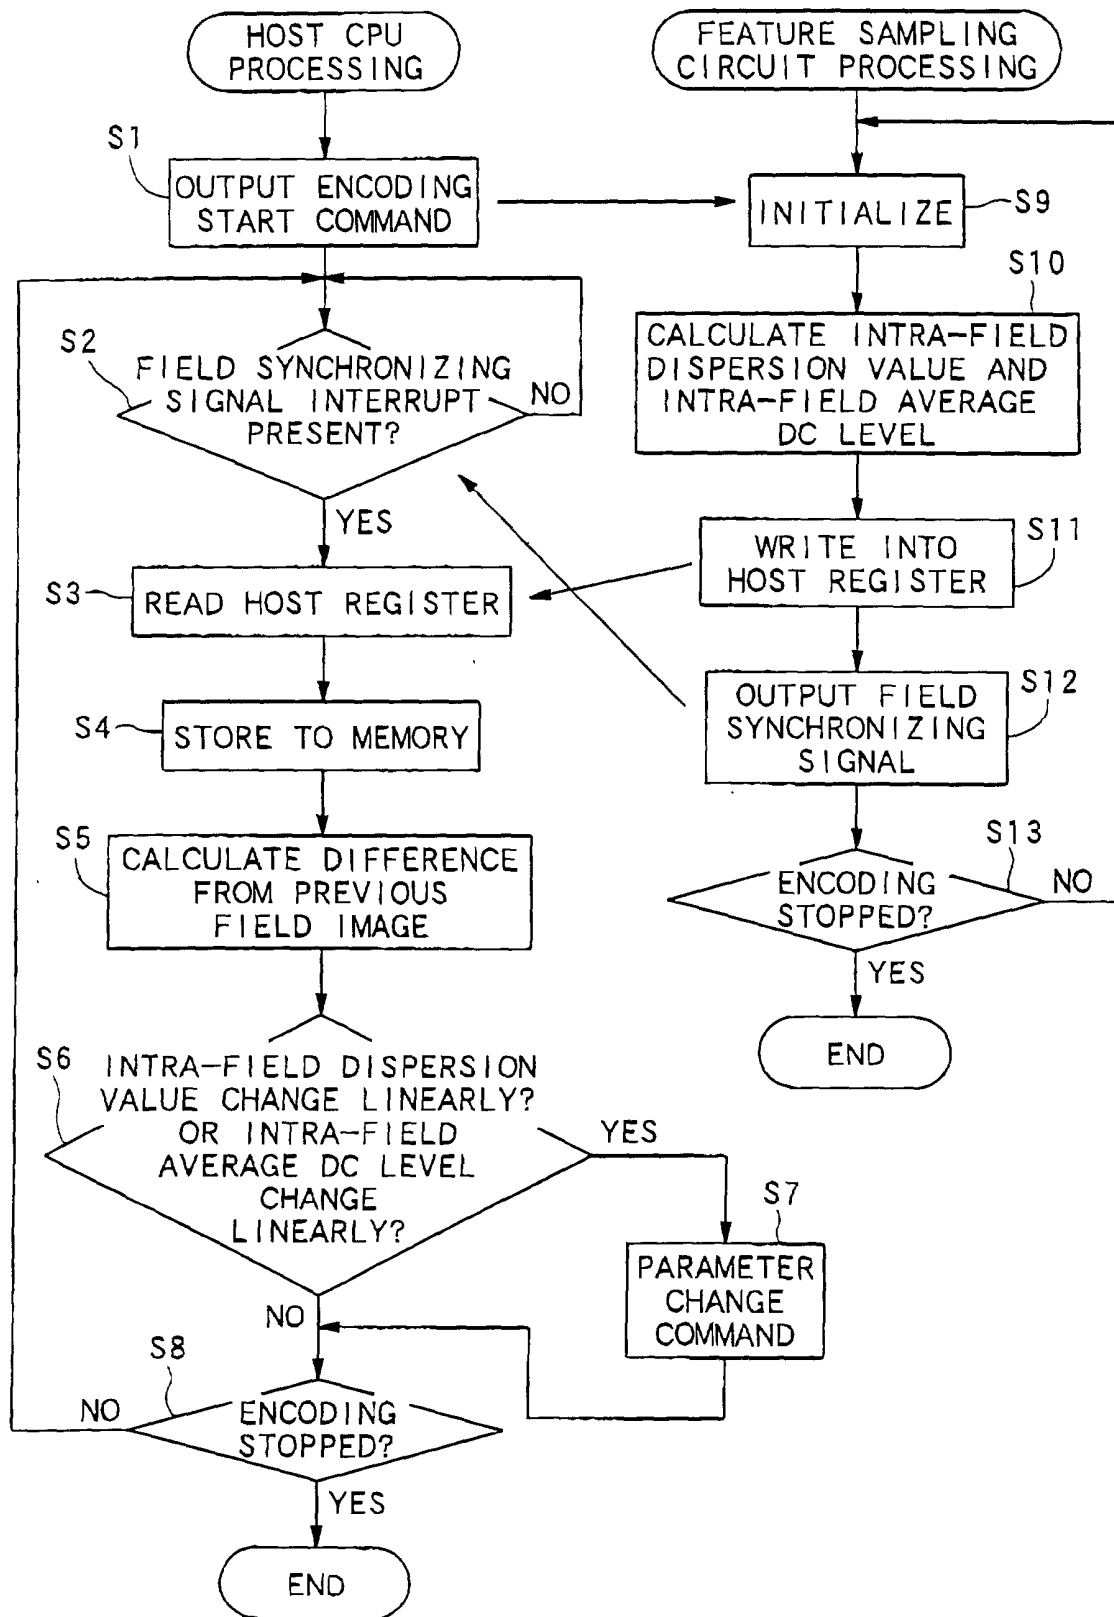 HOST CPU
PROCESSING
S1
OUTPUT ENCODING
START COMMAND
S2
FIELD SYNCHRONIZING
SIGNAL INTERRUPT
PRESENT?
NO
YES
S3
READ HOST REGISTER
S4
STORE TO MEMORY
S5
CALCULATE DIFFERENCE
FROM PREVIOUS
FIELD IMAGE
S6
INTRA-FIELD DISPERSION
VALUE CHANGE LINEARLY?
OR INTRA-FIELD
AVERAGE DC LEVEL
CHANGE
LINEARLY?
YES
S7
PARAMETER
CHANGE
COMMAND
NO
S8
NO
ENCODING
STOPPED?
YES
END
FEATURE SAMPLING
CIRCUIT PROCESSING
INITIALIZE
S9
S10
CALCULATE INTRA-FIELD
DISPERSION VALUE AND
INTRA-FIELD AVERAGE
DC LEVEL
S11
WRITE INTO
HOST REGISTER
S12
OUTPUT FIELD
SYNCHRONIZING
SIGNAL
S13
ENCODING
STOPPED?
NO
YES
END